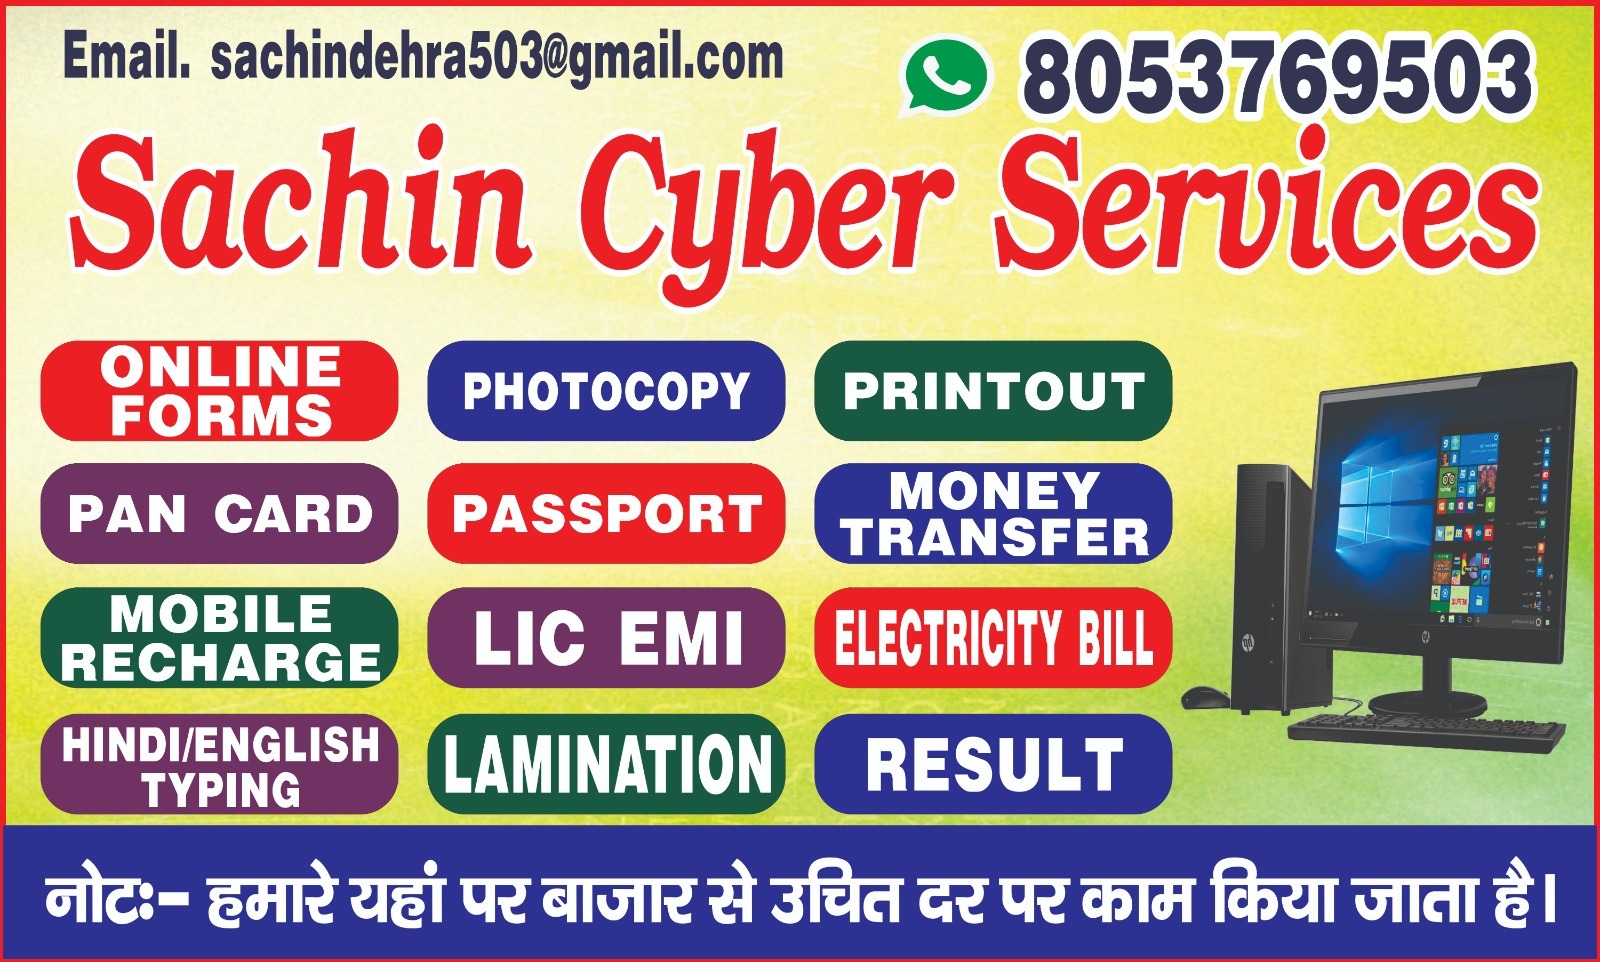 Email. sachindehra503@gmail.com
8053769503
Sachin Cyber Services
ONLINE
FORMS
PHOTOCOPY
PRINTOUT
PAN CARD
PASSPORT
MONEY
TRANSFER
MOBILE
RECHARGE
LIC EMI
ELECTRICITY BILL
HINDI/ENGLISH
TYPING
LAMINATION
RESULT
नोटः- हमारे यहां पर बाजार से उचित दर पर काम किया जाता है।